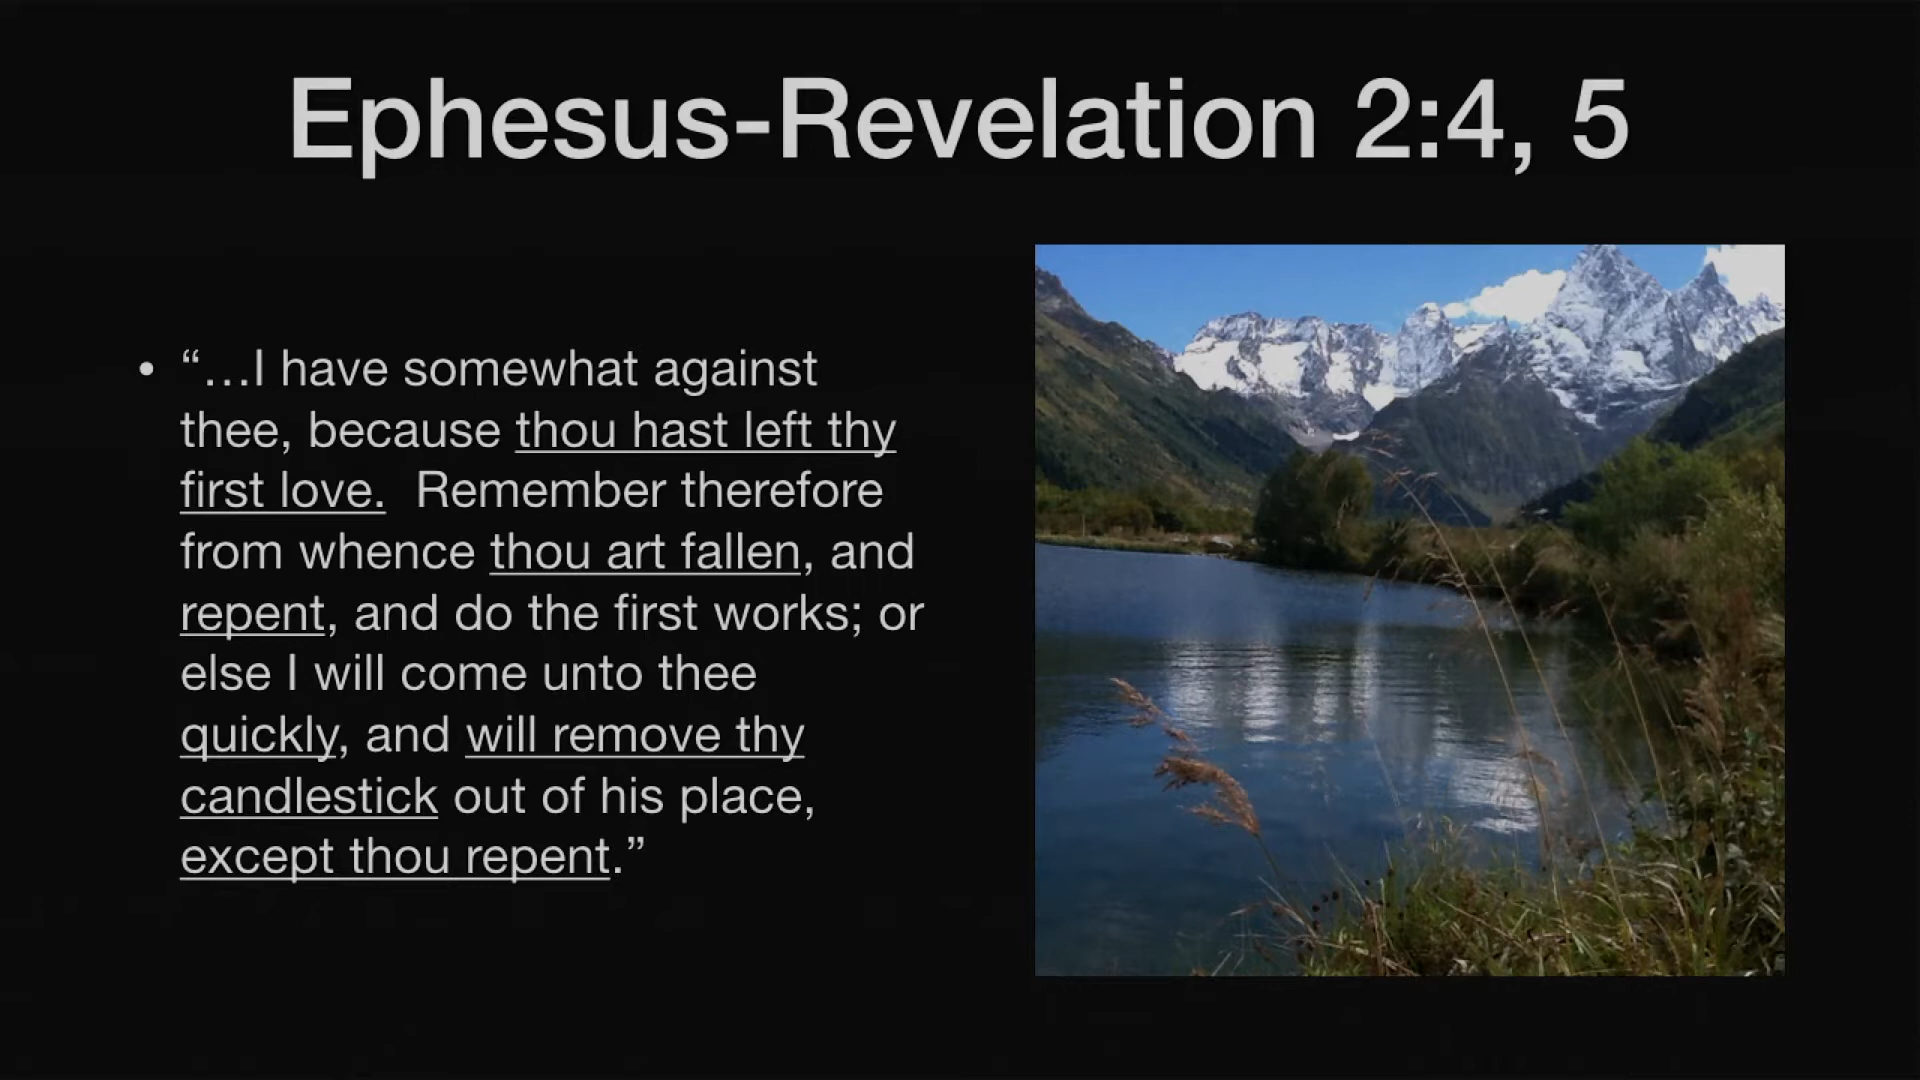 Ephesus-Revelation 2:4, 5
• “…I have somewhat against
thee, because thou hast left thy
first love.  Remember therefore
from whence thou art fallen, and
repent, and do the first works; or
else I will come unto thee
quickly, and will remove thy
candlestick out of his place,
except thou repent.”